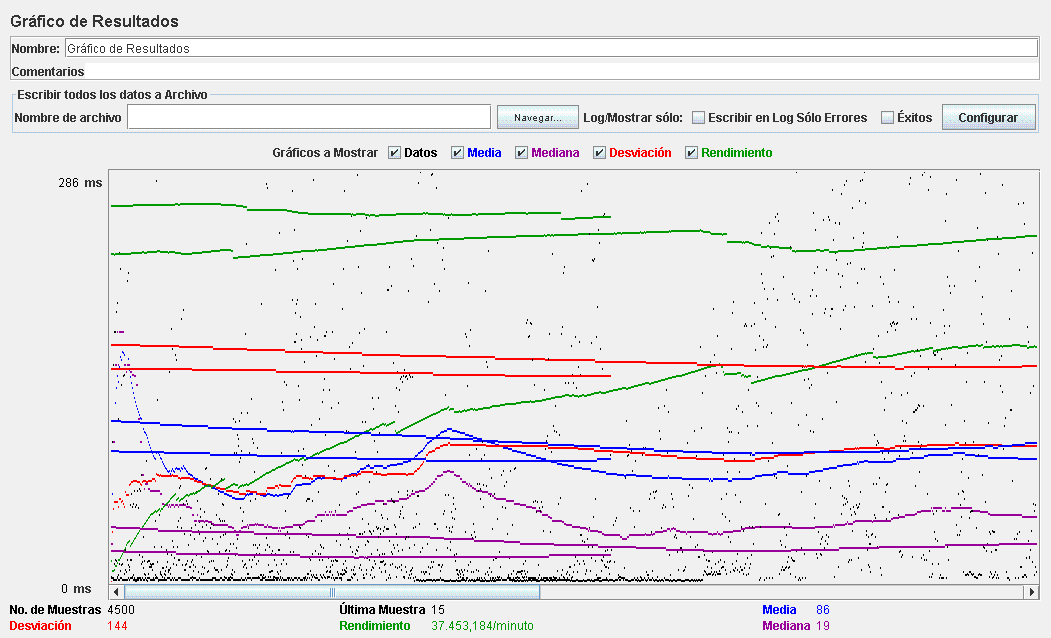 Gráfico de Resultados
Nombre: Gráfico de Resultados
Comentarios
Escribir todos los datos a Archivo
Nombre de archivo Navegar... Log/Mostrar sólo: Escribir en Log Sólo Errores Éxitos Configurar
Gráficos a Mostrar Datos Media Mediana Desviación Rendimiento
286 ms
0 ms
No. de Muestras 4500 Última Muestra 15 Media 86
Desviación 144 Rendimiento 37.453,184/minuto Mediana 19